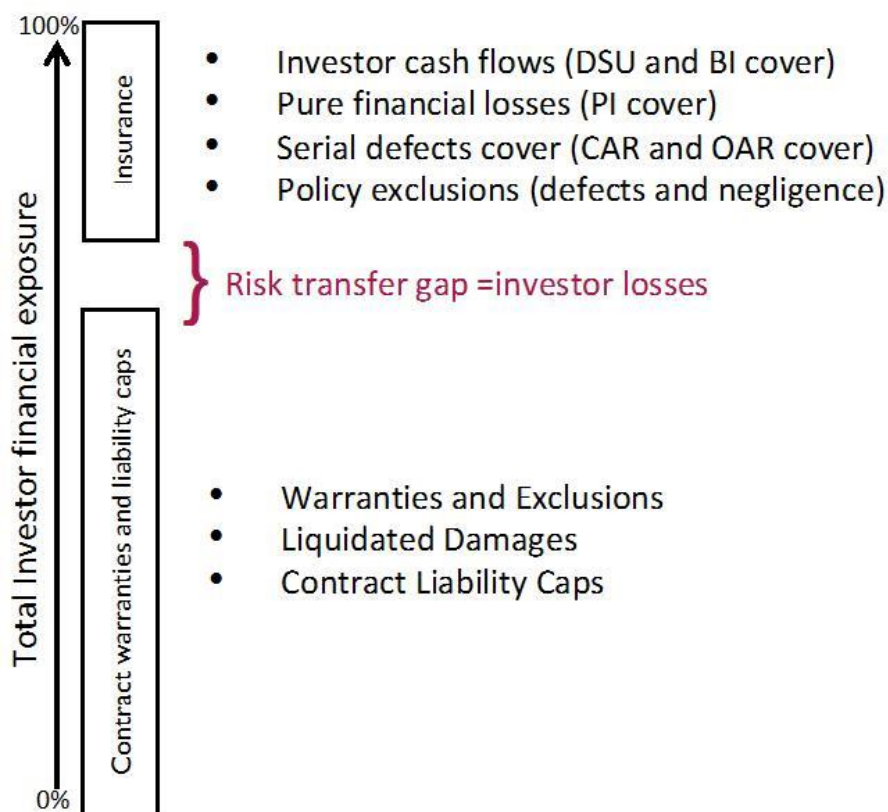 100%
Insurance
• Investor cash flows (DSU and BI cover)
• Pure financial losses (PI cover)
• Serial defects cover (CAR and OAR cover)
• Policy exclusions (defects and negligence)
} Risk transfer gap =investor losses
Total Investor financial exposure
Contract warranties and liability caps
• Warranties and Exclusions
• Liquidated Damages
• Contract Liability Caps
0%